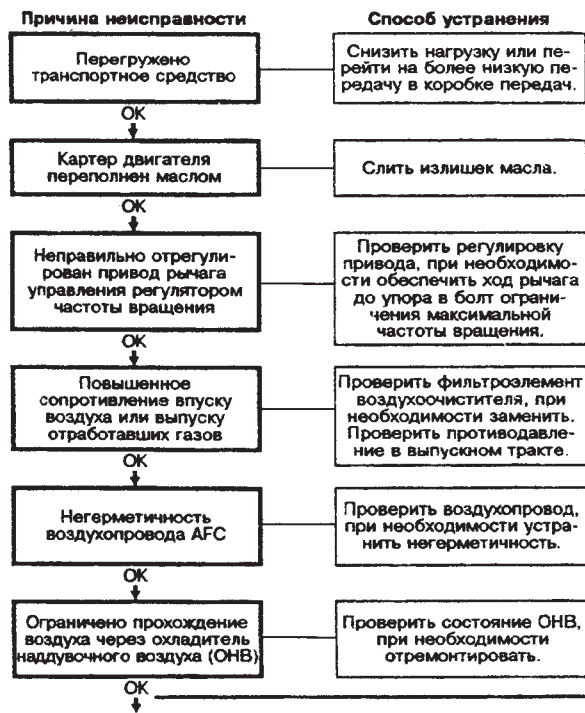 Причина неисправности
Способ устранения
Перегружено
транспортное средство
Снизить нагрузку или пе-
рейти на более низкую пе-
редачу в коробке передач.
ОК
Картер двигателя
переполнен маслом
Слить излишек масла.
ОК
Неправильно отрегули-
рован привод рычага
управления регулятором
частоты вращения
Проверить регулировку
привода, при необходимо-
сти обеспечить ход рычага
до упора в болт ограни-
чения максимальной
частоты вращения.
ОК
Повышенное
сопротивление впуску
воздуха или выпуску
отработавших газов
Проверить фильтроэлемент
воздухоочистителя, при
необходимости заменить.
Проверить противодавле-
ние в выпускном тракте.
ОК
Негерметичность
воздухопровода AFC
Проверить воздухопровод,
при необходимости устра-
нить негерметичность.
ОК
Ограничено прохождение
воздуха через охладитель
наддувочного воздуха (ОНВ)
Проверить состояние ОНВ,
при необходимости
отремонтировать.
ОК